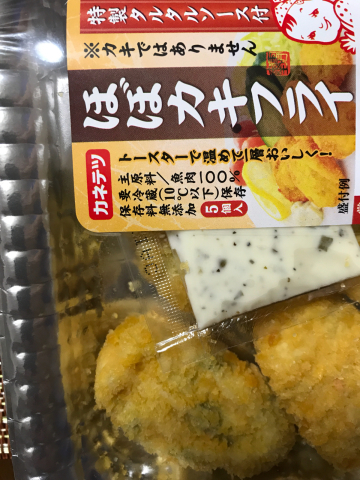 特製タルタルソース付
※カキではありません
ほぼカキフライ
カネテツ
トースターで温めて一層おいしく!
主原料/魚肉100%
要冷蔵(10℃以下)保存
保存料無添加
5個入
盛付例